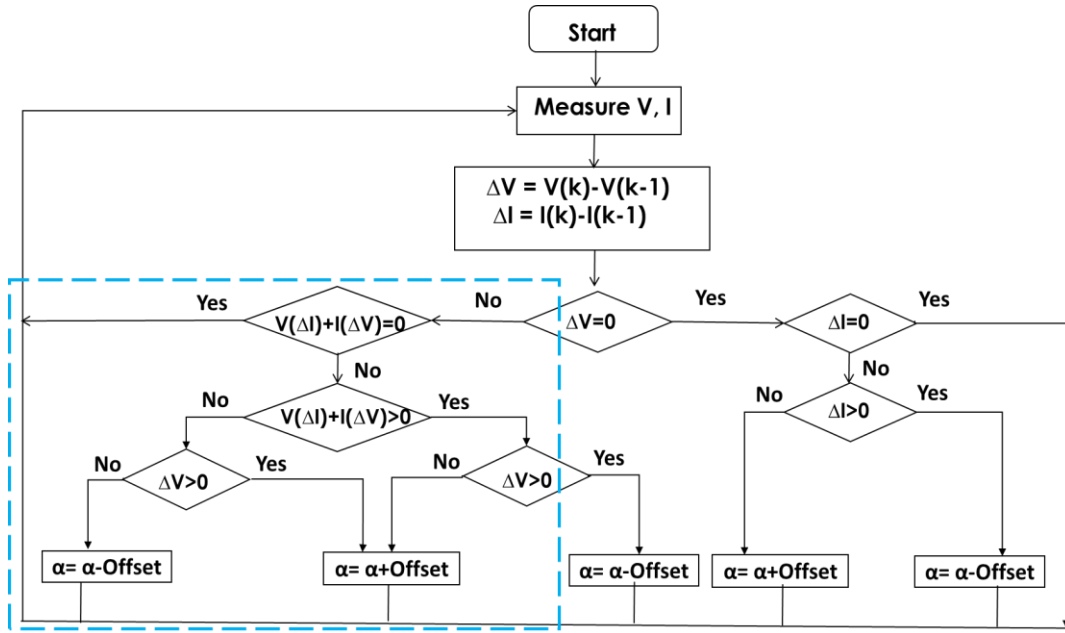 Start
Measure V, I
ΔV = V(k)-V(k-1)
ΔI = I(k)-I(k-1)
Yes
V(ΔI)+I(ΔV)=0
No
ΔV=0
Yes
ΔI=0
Yes
No
No
No
V(ΔI)+I(ΔV)>0
Yes
No
ΔI>0
Yes
No
ΔV>0
Yes
No
ΔV>0
Yes
α= α-Offset
α= α+Offset
α= α-Offset
α= α+Offset
α= α-Offset